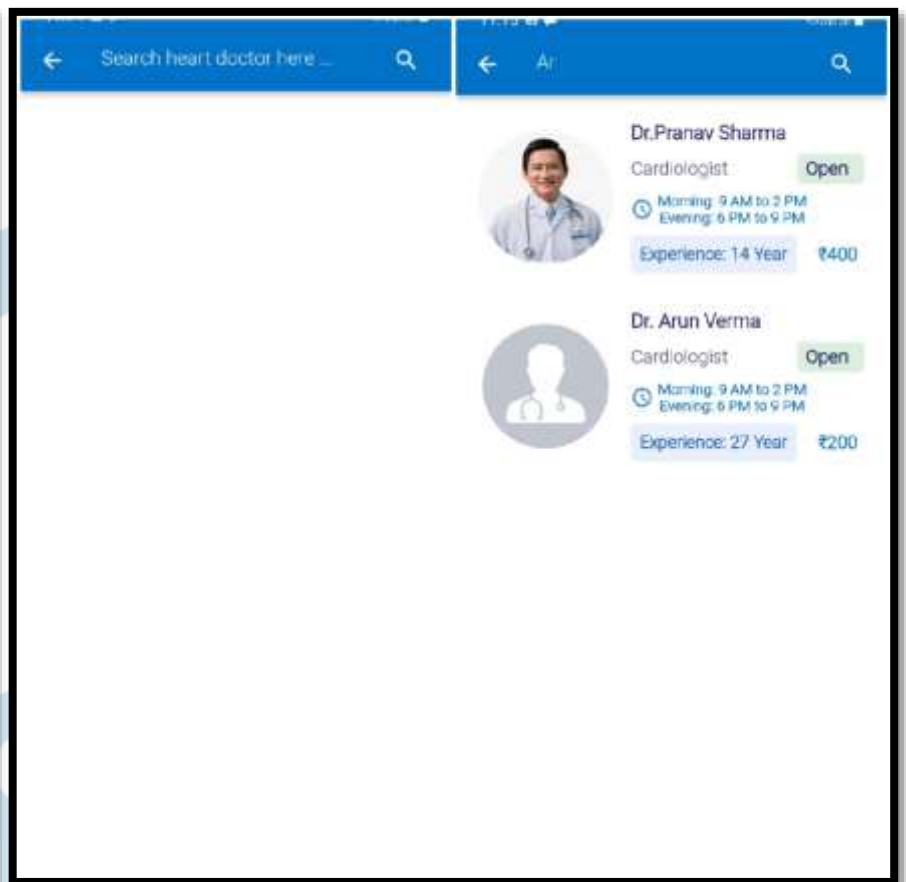 Search heart doctor here ...
Ar
Dr.Pranav Sharma
Cardiologist
Open
Morning: 9 AM to 2 PM
Evening: 6 PM to 9 PM
Experience: 14 Year
₹400
Dr. Arun Verma
Cardiologist
Open
Morning: 9 AM to 2 PM
Evening: 6 PM to 9 PM
Experience: 27 Year
₹200